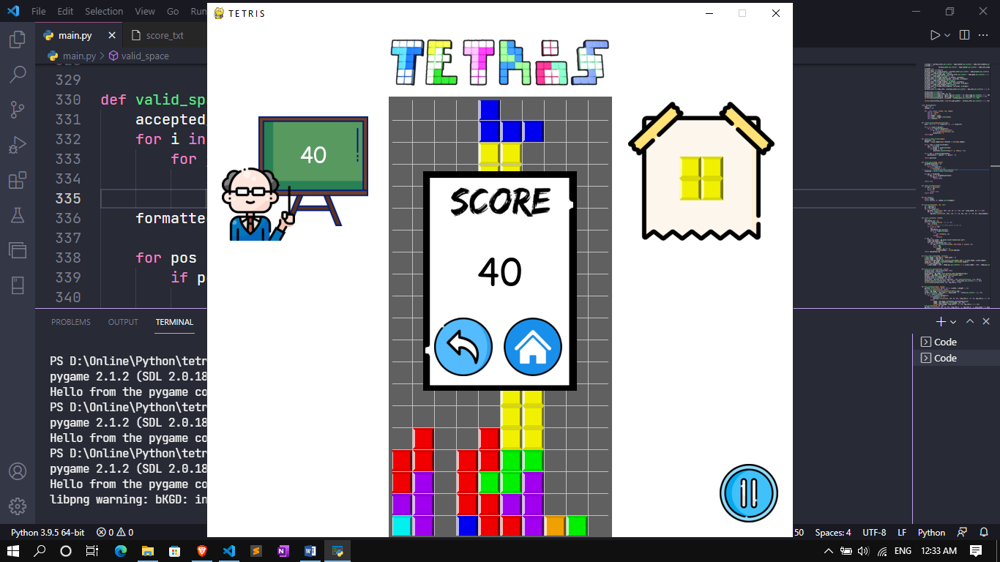 File Edit Selection View Go Run
TETRIS
main.py
score_txt
main.py > valid_space
TETRIS
329
330 def valid_spa
331 accepted
332 for i in
333 for
334
335
336 formatted
337
338 for pos
339 if p
340
40
SCORE
40
PROBLEMS OUTPUT TERMINAL
PS D:\Online\Python\tetr
pygame 2.1.2 (SDL 2.0.18
Hello from the pygame co
PS D:\Online\Python\tetr
pygame 2.1.2 (SDL 2.0.18
Hello from the pygame co
PS D:\Online\Python\tetr
pygame 2.1.2 (SDL 2.0.18
Hello from the pygame co
libpng warning: bKGD: in
Code
Code
Python 3.9.5 64-bit 0 0 50 Spaces: 4 UTF-8 LF Python
ENG 12:33 AM